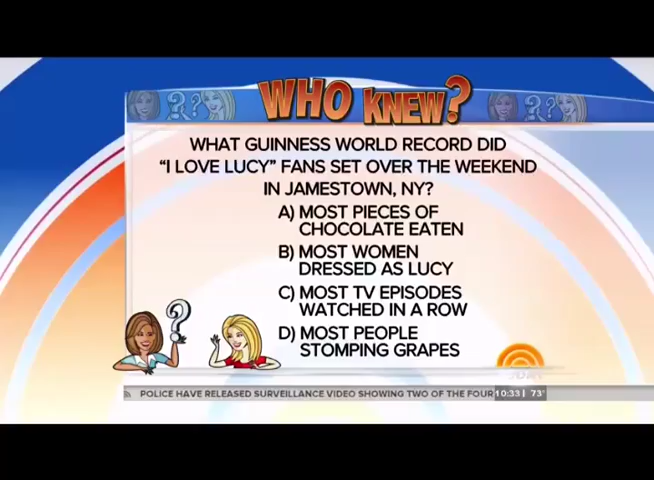 WHO KNEW?
WHAT GUINNESS WORLD RECORD DID
"I LOVE LUCY" FANS SET OVER THE WEEKEND
IN JAMESTOWN, NY?
A) MOST PIECES OF
CHOCOLATE EATEN
B) MOST WOMEN
DRESSED AS LUCY
C) MOST TV EPISODES
WATCHED IN A ROW
D) MOST PEOPLE
STOMPING GRAPES
TODAY
POLICE HAVE RELEASED SURVEILLANCE VIDEO SHOWING TWO OF THE FOUR 10:33 73°